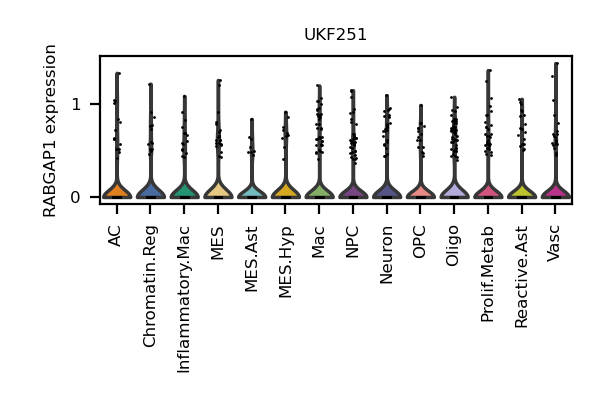 UKF251
RABGAP1 expression
1
0
AC
Chromatin.Reg
Inflammatory.Mac
MES
MES.Ast
MES.Hyp
Mac
NPC
Neuron
OPC
Oligo
Prolif.Metab
Reactive.Ast
Vasc